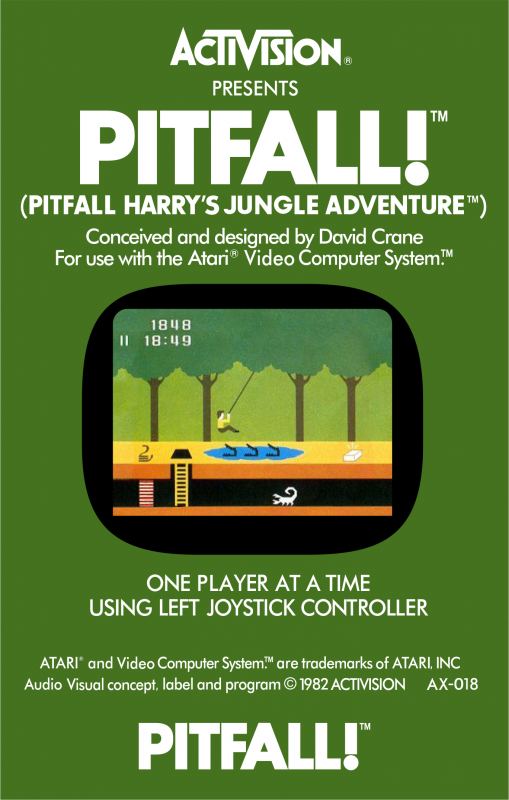 ACTIVISION®
PRESENTS
PITFALL!™
(PITFALL HARRY'S JUNGLE ADVENTURE™)
Conceived and designed by David Crane
For use with the Atari® Video Computer System.™
1848
II 18:49
ONE PLAYER AT A TIME
USING LEFT JOYSTICK CONTROLLER
ATARI® and Video Computer System.™ are trademarks of ATARI, INC
Audio Visual concept, label and program © 1982 ACTIVISION AX-018
PITFALL!™